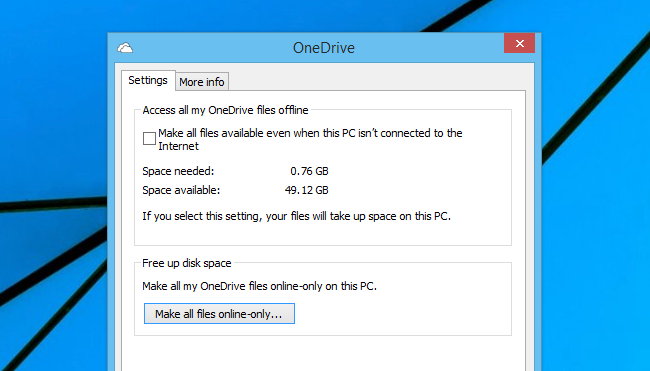 OneDrive
Settings
More info
Access all my OneDrive files offline
Make all files available even when this PC isn't connected to the
Internet
Space needed: 0.76 GB
Space available: 49.12 GB
If you select this setting, your files will take up space on this PC.
Free up disk space
Make all my OneDrive files online-only on this PC.
Make all files online-only...